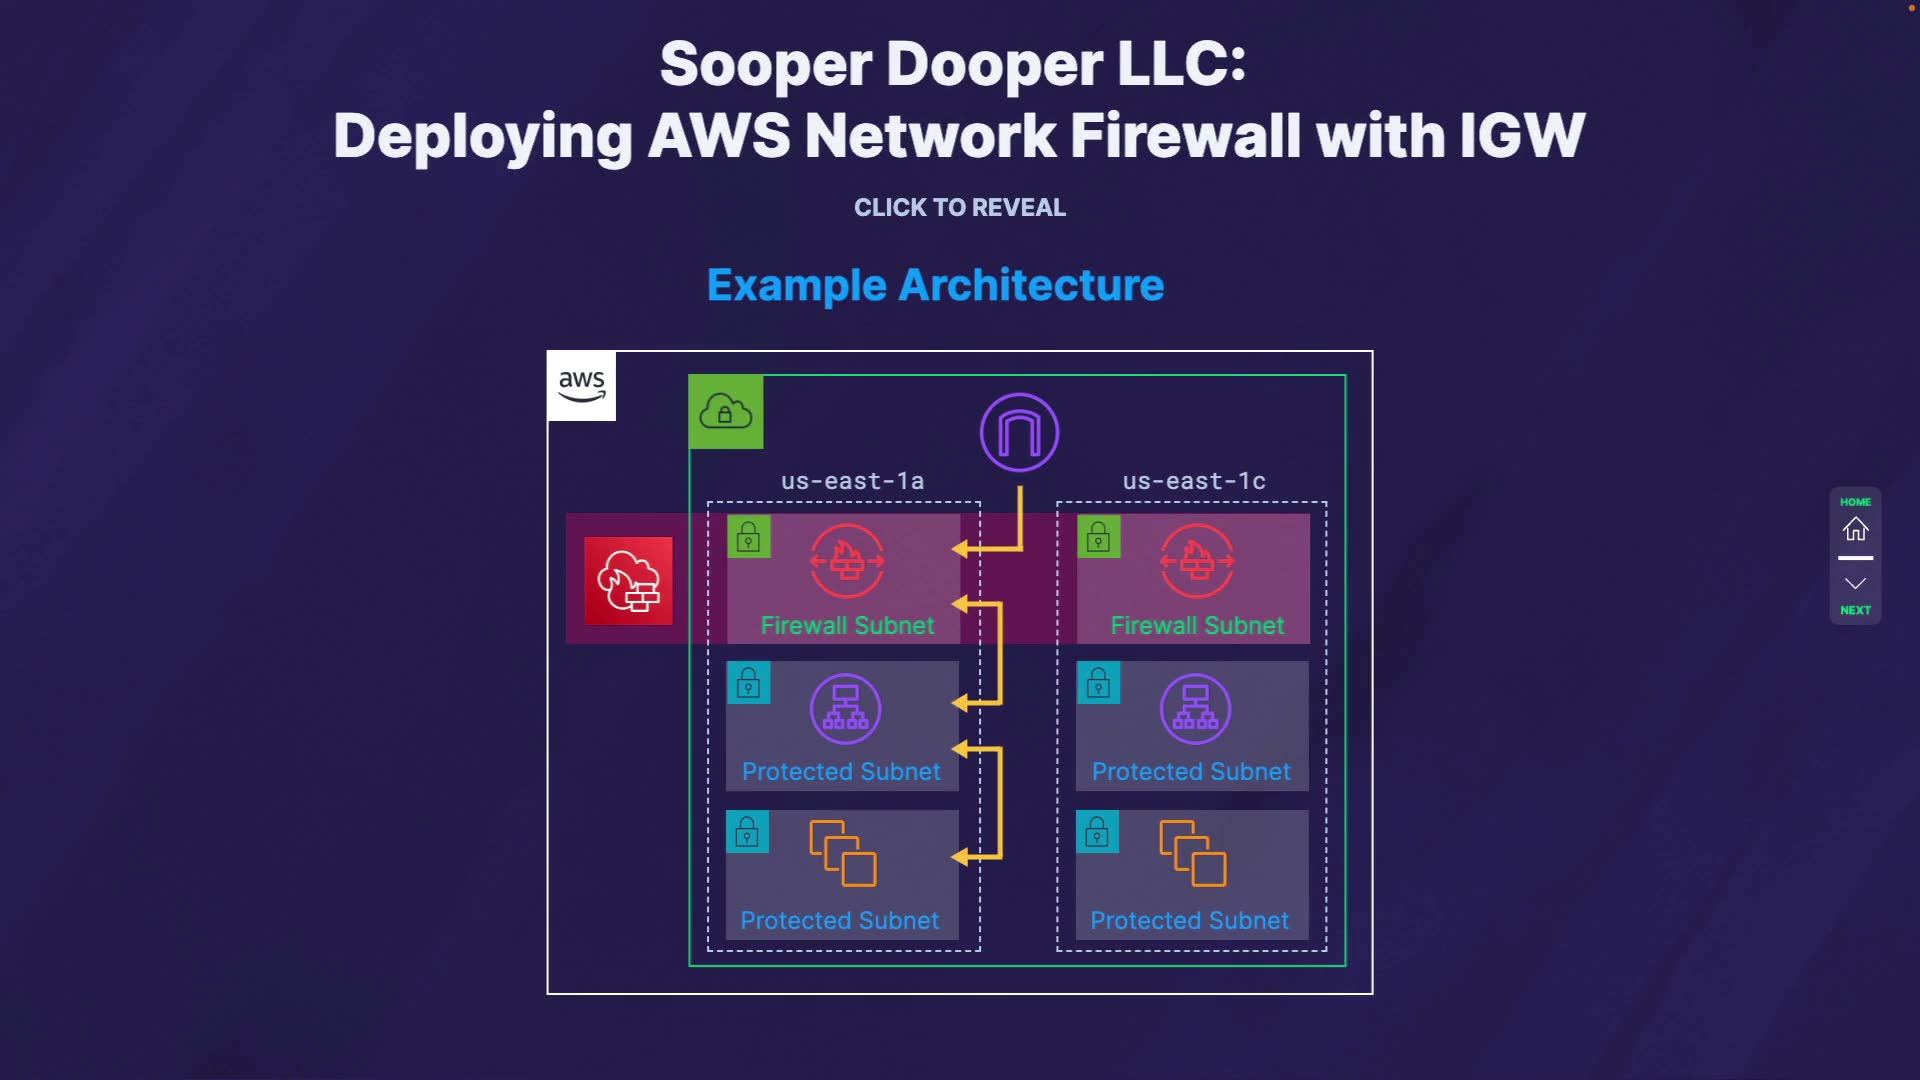 Sooper Dooper LLC:
Deploying AWS Network Firewall with IGW
CLICK TO REVEAL
Example Architecture
aws
us-east-1a
us-east-1c
Firewall Subnet
Firewall Subnet
Protected Subnet
Protected Subnet
Protected Subnet
Protected Subnet
HOME
NEXT